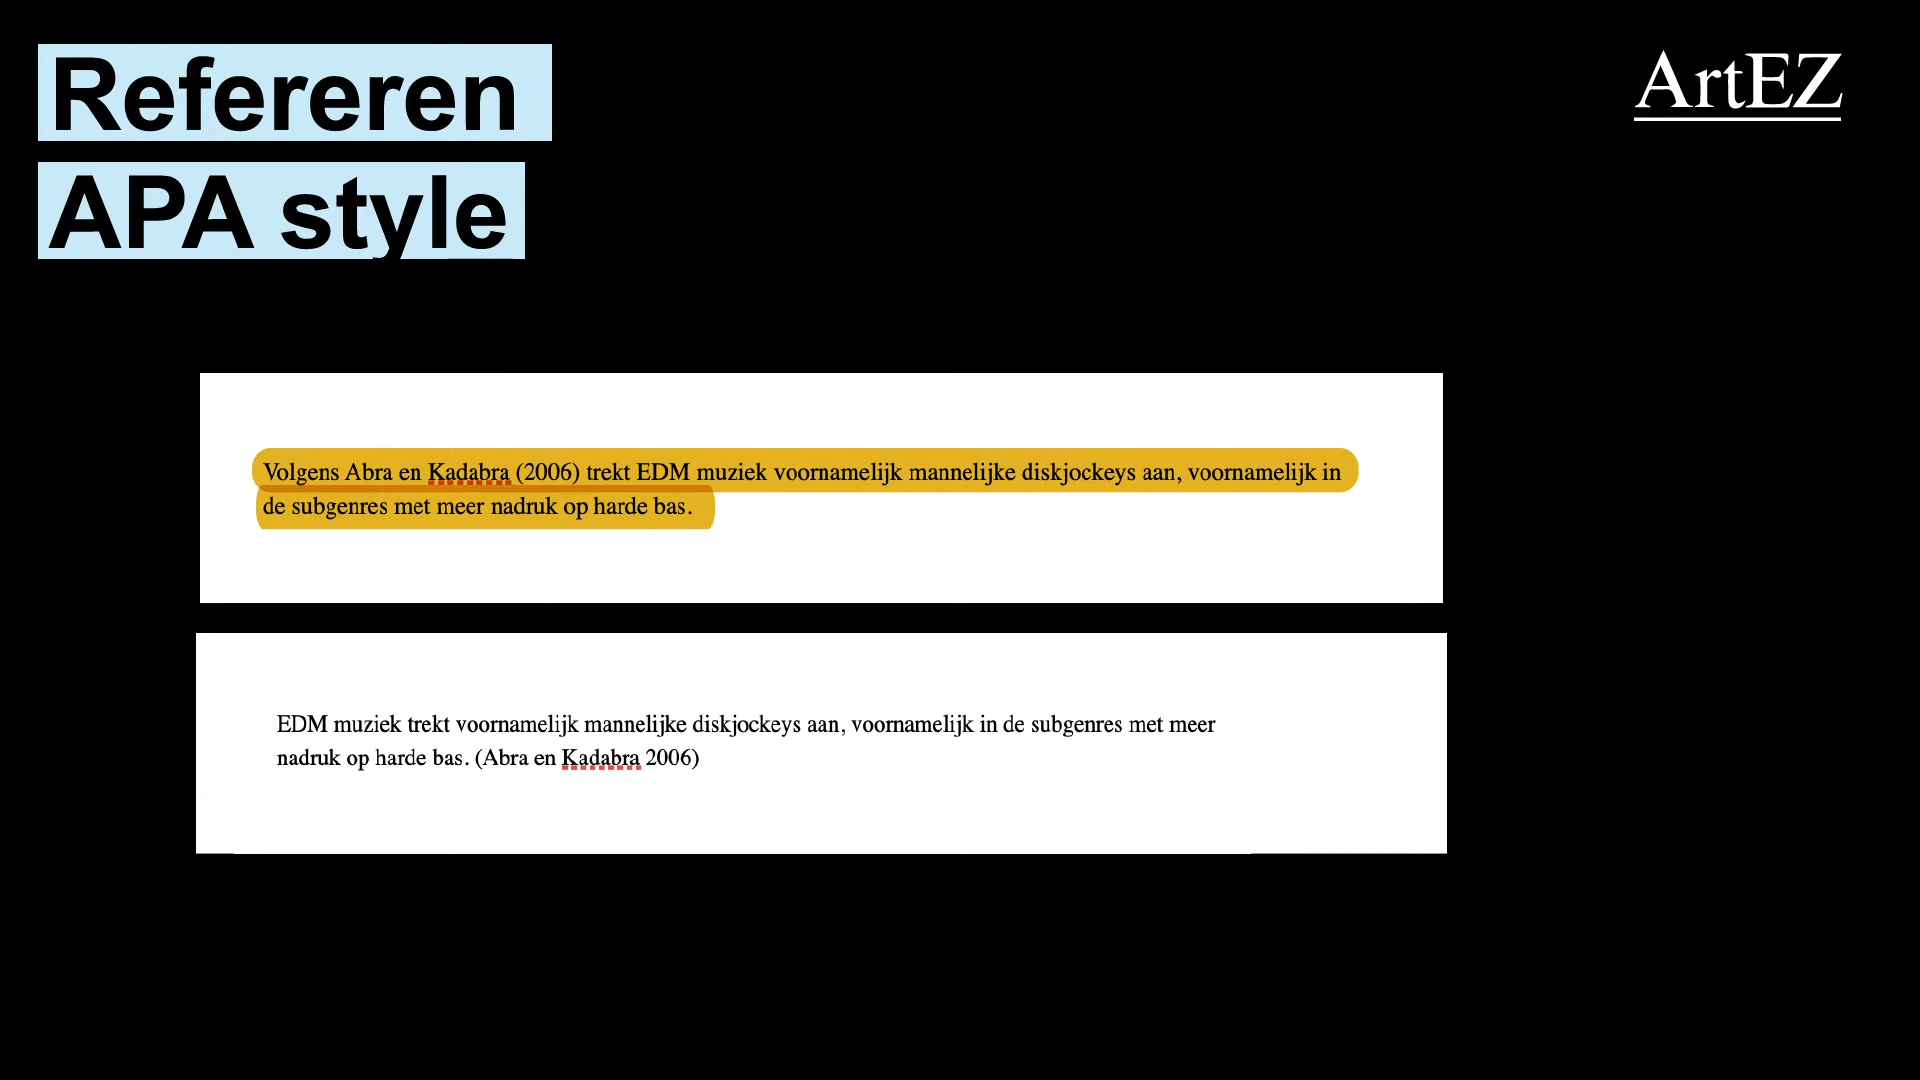 Refereren
APA style
ArtEZ
Volgens Abra en Kadabra (2006) trekt EDM muziek voornamelijk mannelijke diskjockeys aan, voornamelijk in
de subgenres met meer nadruk op harde bas.
EDM muziek trekt voornamelijk mannelijke diskjockeys aan, voornamelijk in de subgenres met meer
nadruk op harde bas. (Abra en Kadabra 2006)